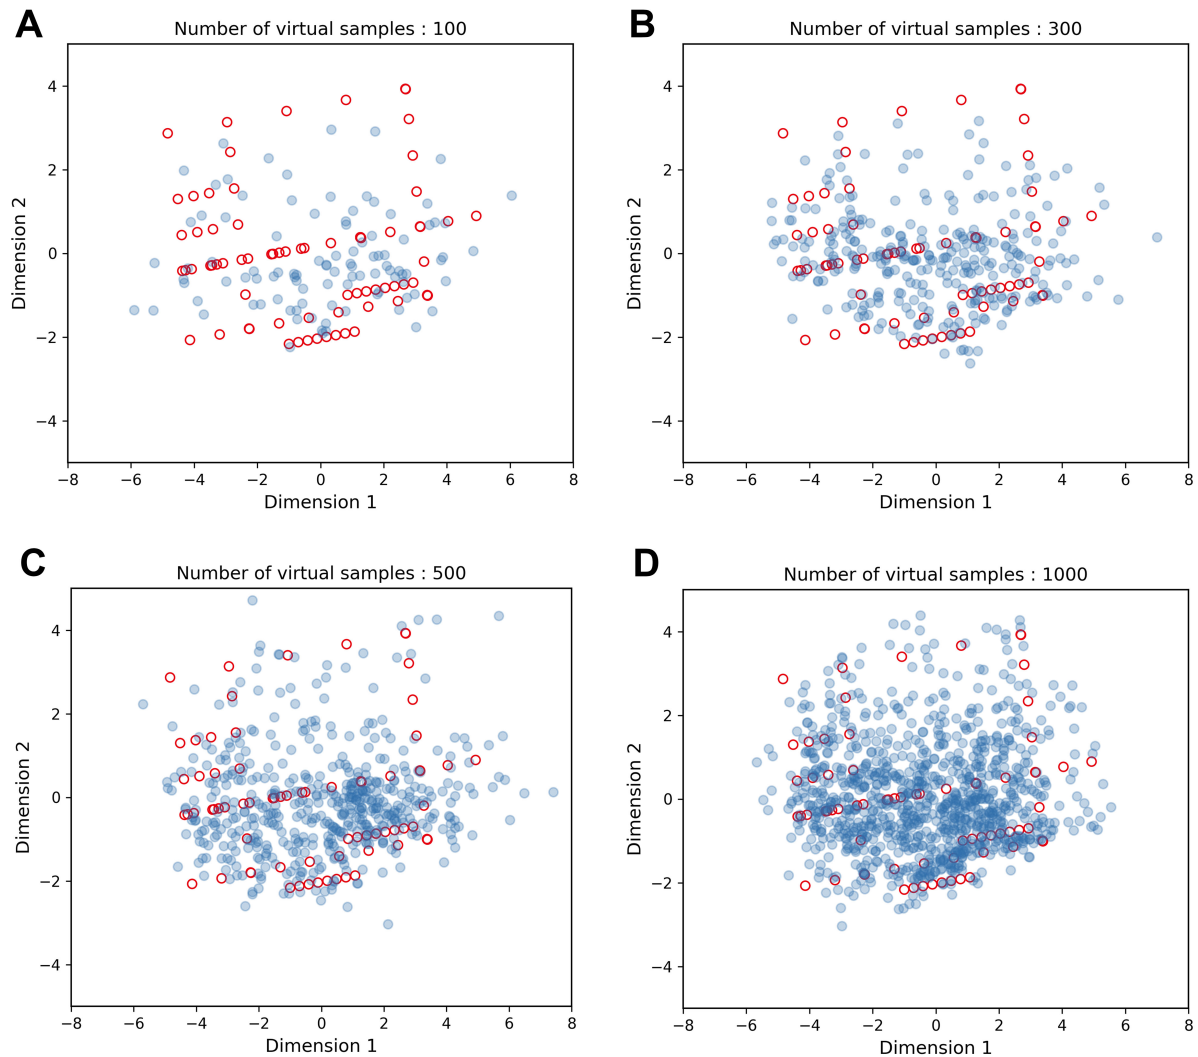 A
Number of virtual samples : 100
Dimension 2
4
2
0
−2
−4
−8 −6 −4 −2 0 2 4 6 8
Dimension 1
B
Number of virtual samples : 300
Dimension 2
4
2
0
−2
−4
−8 −6 −4 −2 0 2 4 6 8
Dimension 1
C
Number of virtual samples : 500
Dimension 2
4
2
0
−2
−4
−8 −6 −4 −2 0 2 4 6 8
Dimension 1
D
Number of virtual samples : 1000
Dimension 2
4
2
0
−2
−4
−8 −6 −4 −2 0 2 4 6 8
Dimension 1